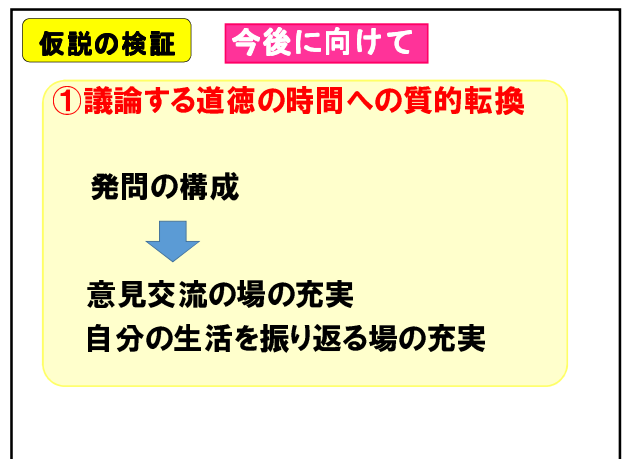 仮説の検証
今後に向けて
①議論する道徳の時間への質的転換
発問の構成
意見交流の場の充実
自分の生活を振り返る場の充実